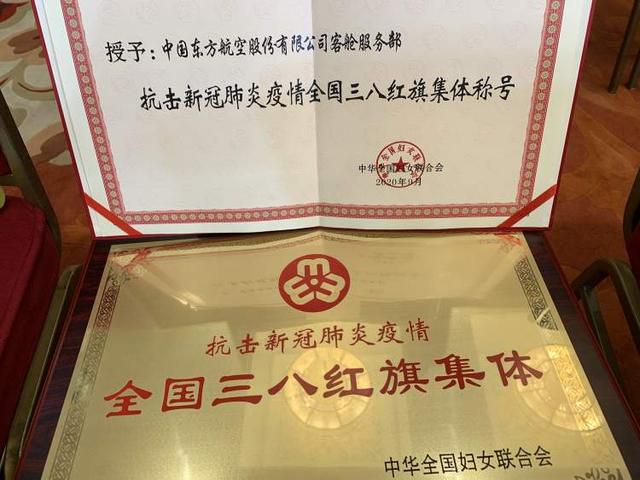 授予：中国东方航空股份有限公司客舱服务部
抗击新冠肺炎疫情全国三八红旗集体称号
中华全国妇女联合会
2020年9月
抗击新冠肺炎疫情
全国三八红旗集体
中华全国妇女联合会